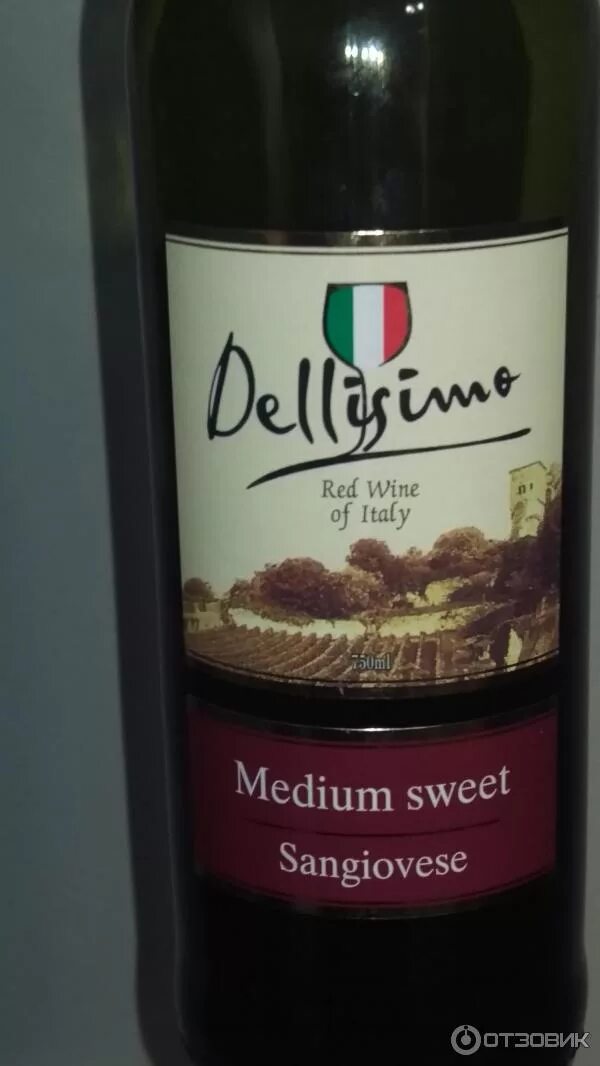 Dellisimo
Red Wine
of Italy
750ml
Medium sweet
Sangiovese
ОТЗОВИК